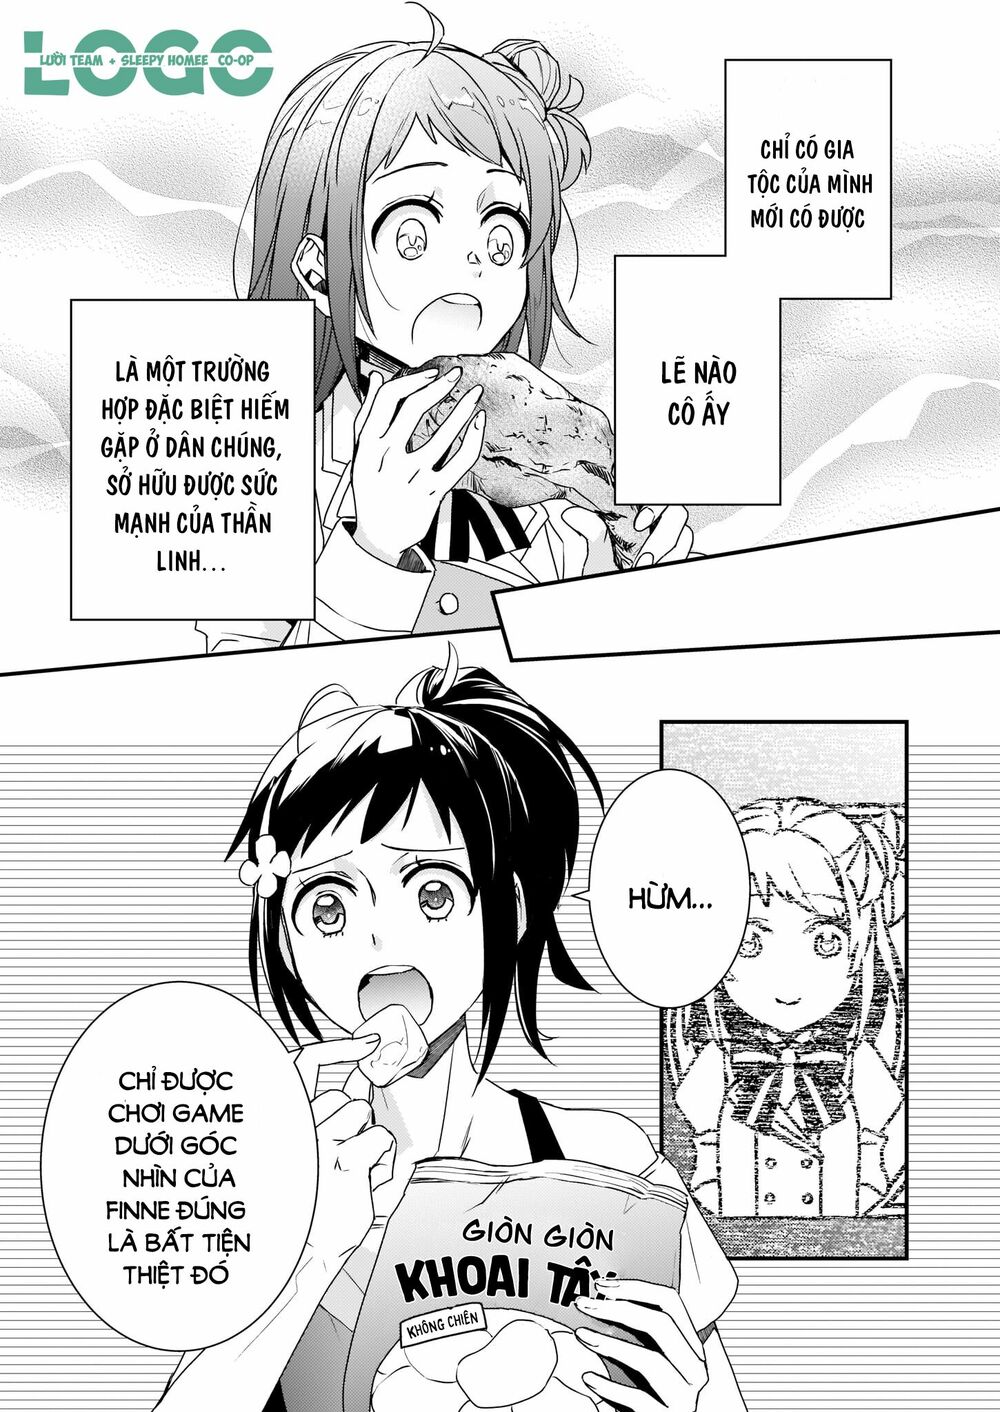 LOGO
LƯỜI TEAM + SLEEPY HOMEE CO-OP
CHỈ CÓ GIA
TỘC CỦA MÌNH
MỚI CÓ ĐƯỢC
LẼ NÀO
CÔ ẤY
LÀ MỘT TRƯỜNG
HỢP ĐẶC BIỆT HIẾM
GẶP Ở DÂN CHÚNG,
SỞ HỮU ĐƯỢC SỨC
MẠNH CỦA THẦN
LINH...
HỪM...
CHỈ ĐƯỢC
CHƠI GAME
DƯỚI GÓC
NHÌN CỦA
FINNE ĐÚNG
LÀ BẤT TIỆN
THIỆT ĐÓ
GIÒN GIÒN
KHOAI TÂY
KHÔNG CHIÊN